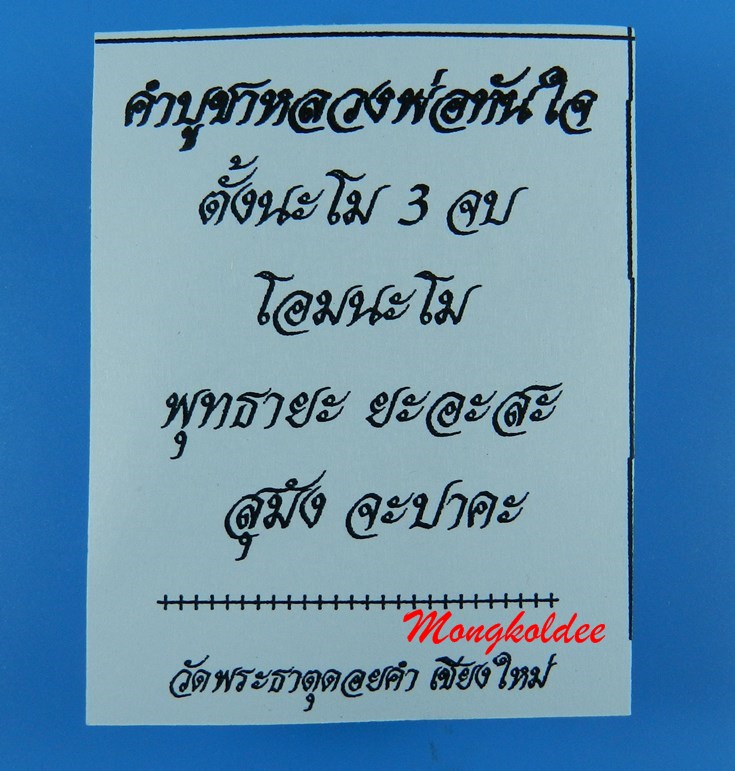 คำบูชาหลวงพ่อทันใจ
ตั้งนะโม 3 จบ
โอมนะโม
พุทธายะ ยะอะสะ
สุมัง จะปาคะ
Mongkoldee
วัดพระธาตุดอยคำ เชียงใหม่